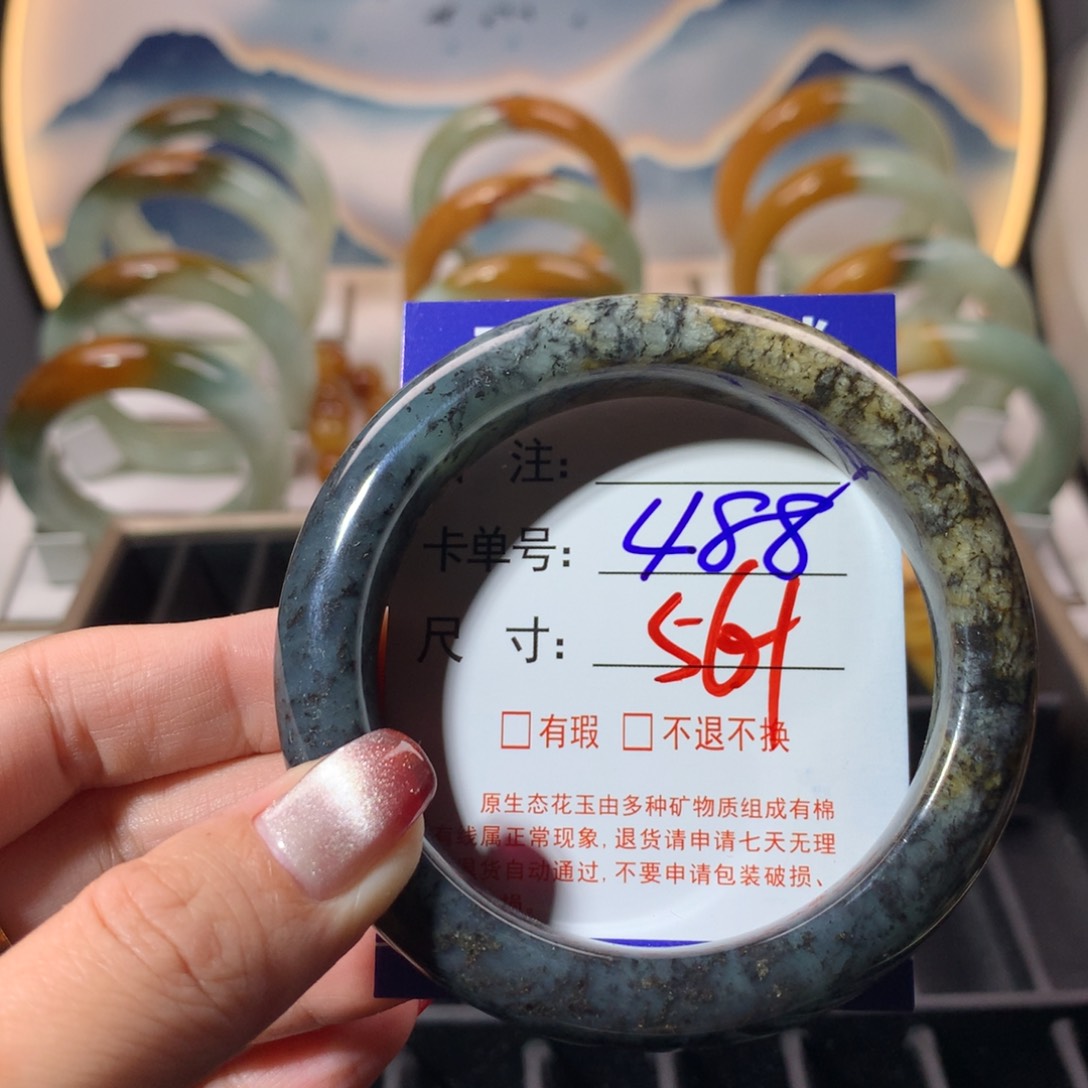 注:
卡单号: 488
尺寸: 561
□有瑕 □不退不换
原生态花玉由多种矿物质组成有棉
有线属正常现象,退货请申请七天无理
退货自动通过,不要申请包装破损、
损